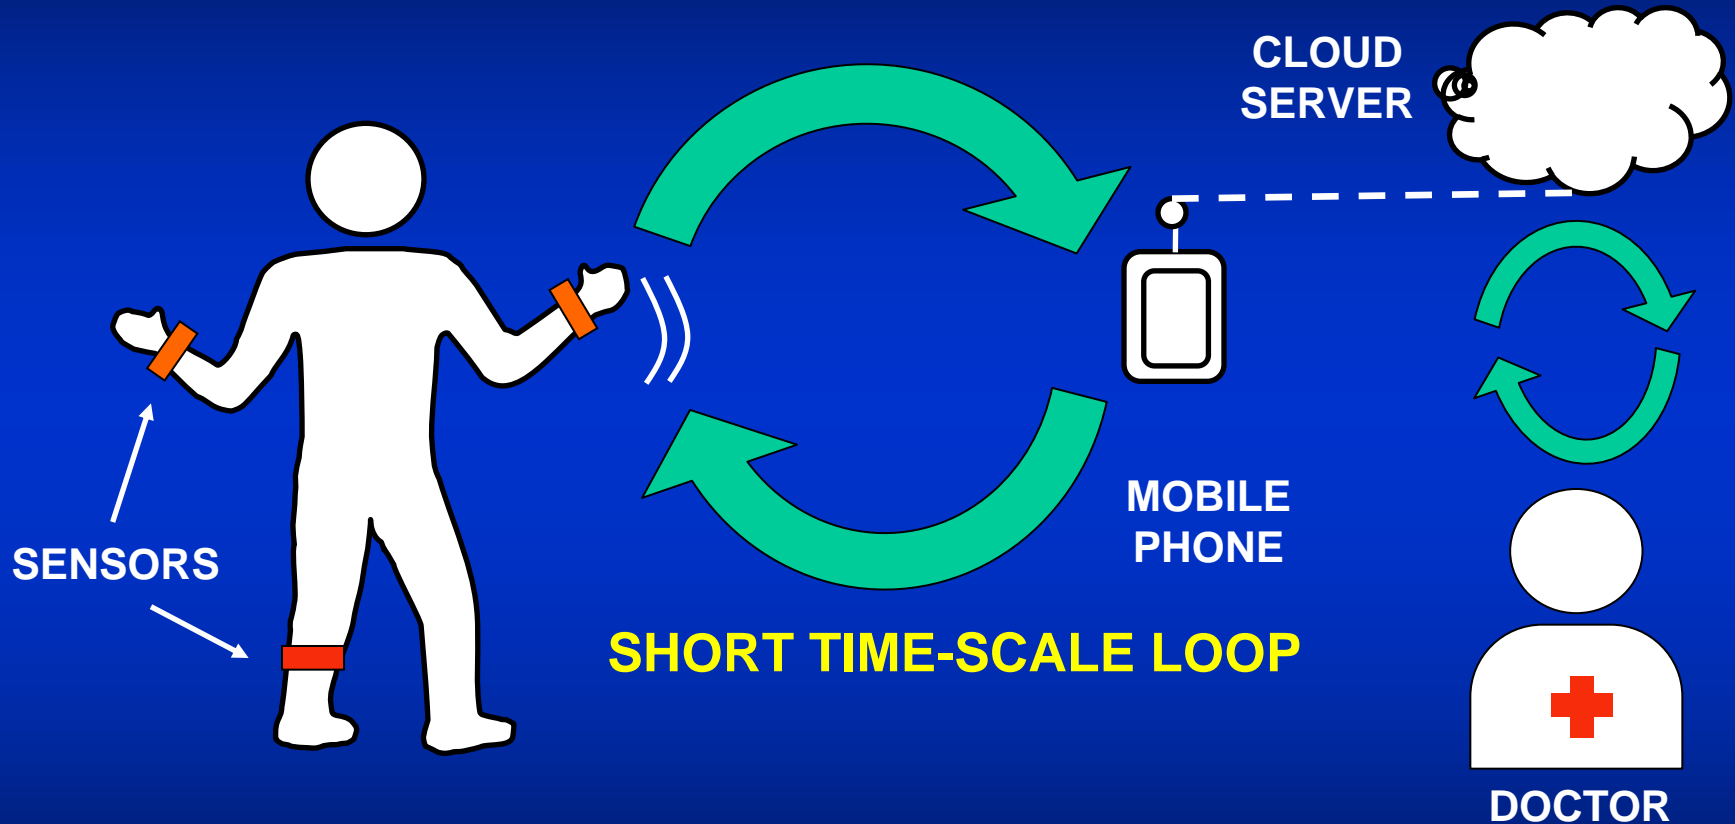 CLOUD
SERVER
SENSORS
MOBILE
PHONE
SHORT TIME-SCALE LOOP
DOCTOR